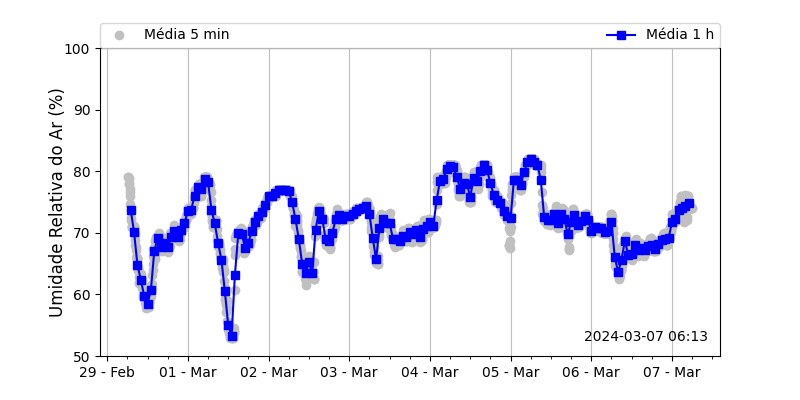 Média 5 min Média 1 h
100
90
80
70
60
50
Umidade Relativa do Ar (%)
2024-03-07 06:13
29 - Feb 01 - Mar 02 - Mar 03 - Mar 04 - Mar 05 - Mar 06 - Mar 07 - Mar